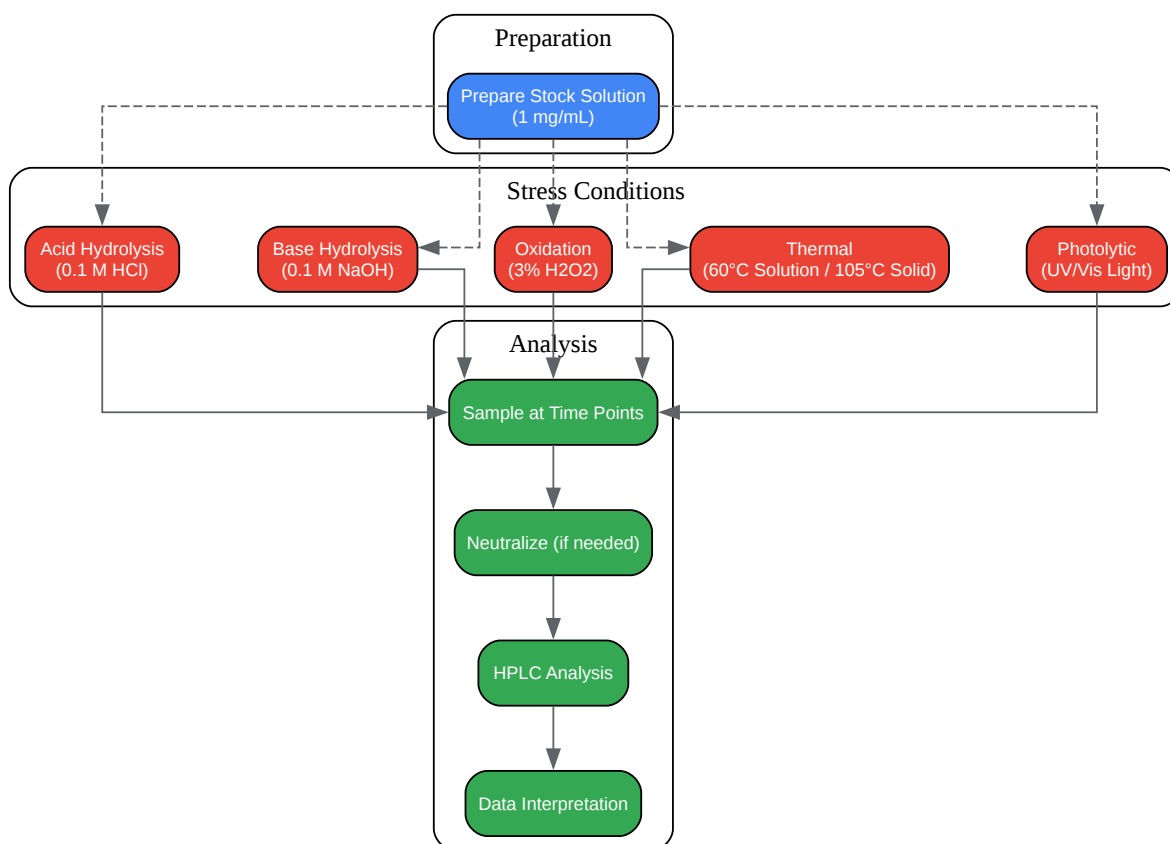 Preparation
Prepare Stock Solution
(1 mg/mL)
Stress Conditions
Acid Hydrolysis
(0.1 M HCl)
Base Hydrolysis
(0.1 M NaOH)
Oxidation
(3% H2O2)
Thermal
(60°C Solution / 105°C Solid)
Photolytic
(UV/Vis Light)
Analysis
Sample at Time Points
Neutralize (if needed)
HPLC Analysis
Data Interpretation